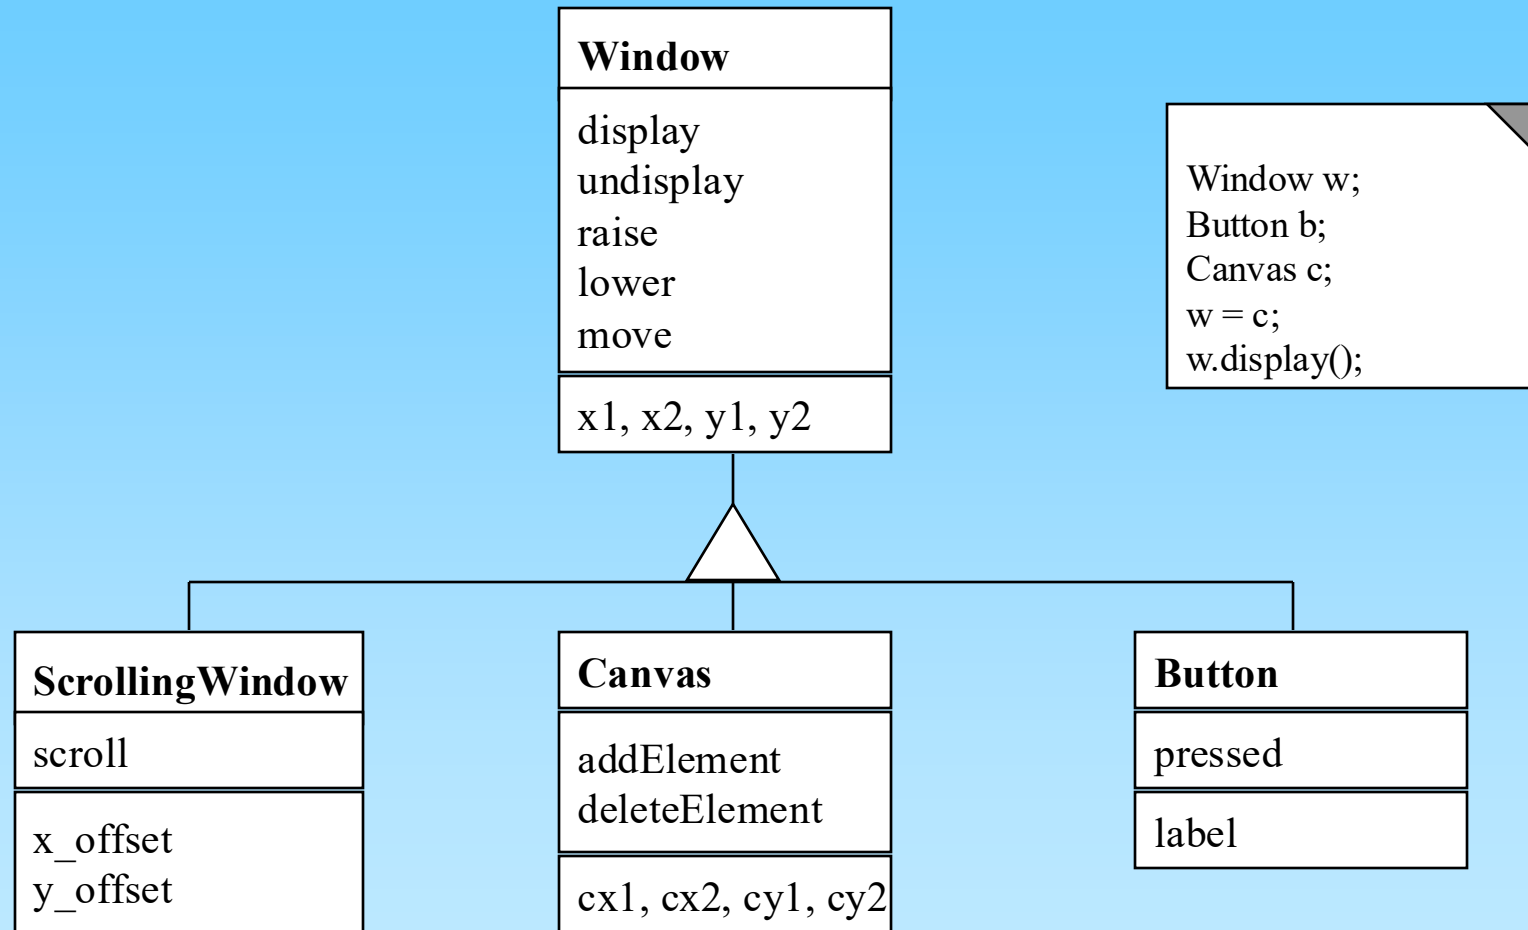 Window
display
undisplay
raise
lower
move
x1, x2, y1, y2
Window w;
Button b;
Canvas c;
w = c;
w.display();
ScrollingWindow
scroll
x_offset
y_offset
Canvas
addElement
deleteElement
cx1, cx2, cy1, cy2
Button
pressed
label